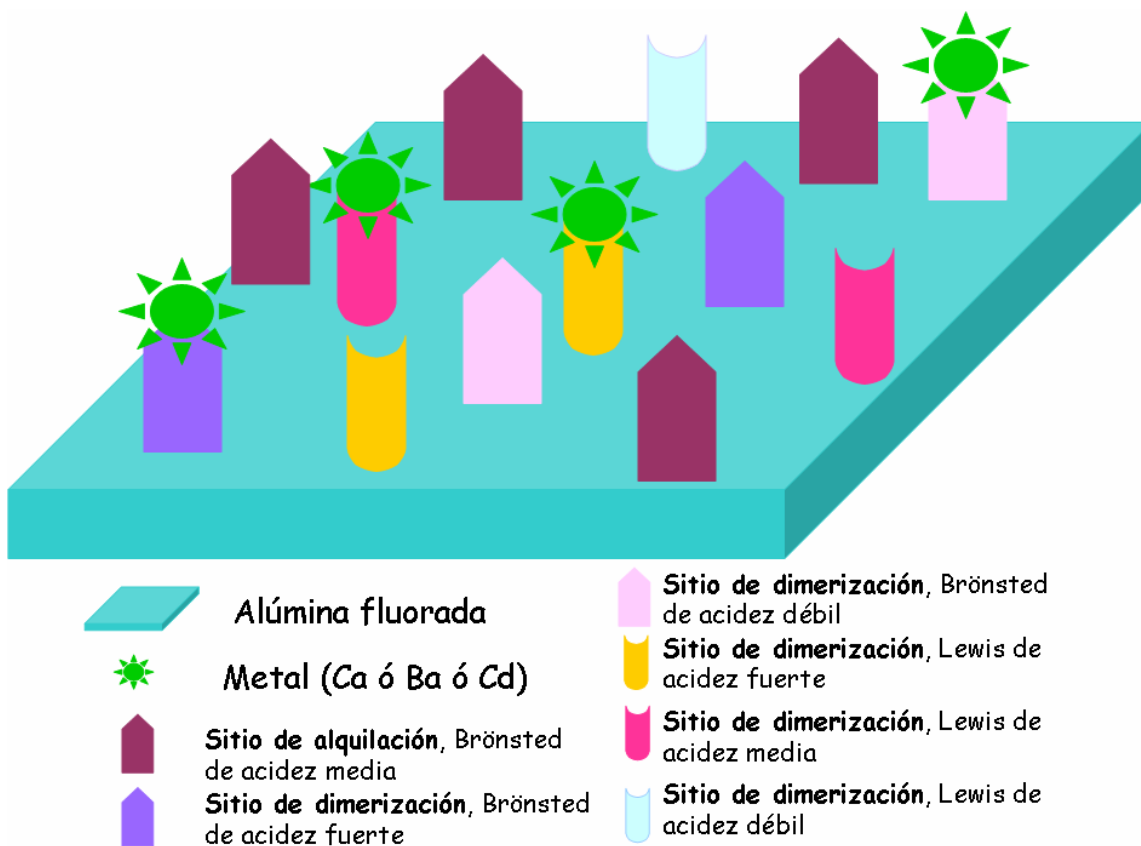 Alúmina fluorada
Metal (Ca ó Ba ó Cd)
Sitio de alquilación, Brönsted
de acidez media
Sitio de dimerización, Brönsted
de acidez fuerte
Sitio de dimerización, Brönsted
de acidez débil
Sitio de dimerización, Lewis de
acidez fuerte
Sitio de dimerización, Lewis de
acidez media
Sitio de dimerización, Lewis de
acidez débil